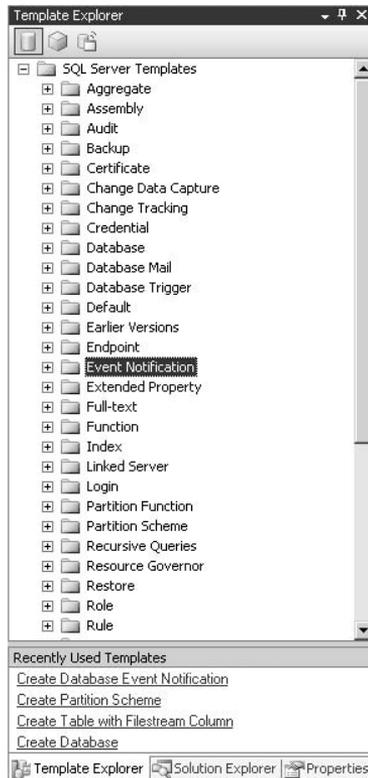 Template Explorer
SQL Server Templates
Aggregate
Assembly
Audit
Backup
Certificate
Change Data Capture
Change Tracking
Credential
Database
Database Mail
Database Trigger
Default
Earlier Versions
Endpoint
Event Notification
Extended Property
Full-text
Function
Index
Linked Server
Login
Partition Function
Partition Scheme
Recursive Queries
Resource Governor
Restore
Role
Rule
Recently Used Templates
Create Database Event Notification
Create Partition Scheme
Create Table with Filestream Column
Create Database
Template Explorer Solution Explorer Properties